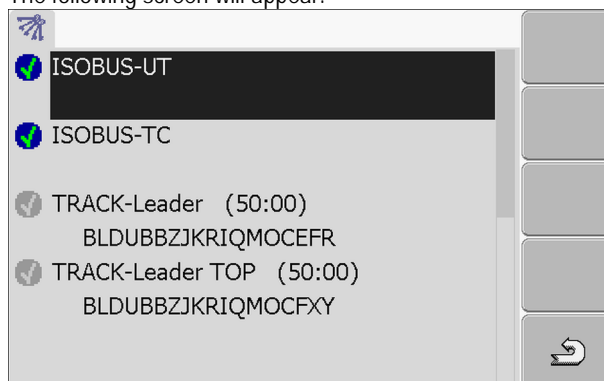 The following screen will appear:
ISOBUS-UT
ISOBUS-TC
TRACK-Leader (50:00)
BLDUBBZJKRIQMOCEFR
TRACK-Leader TOP (50:00)
BLDUBBZJKRIQMOCFXY